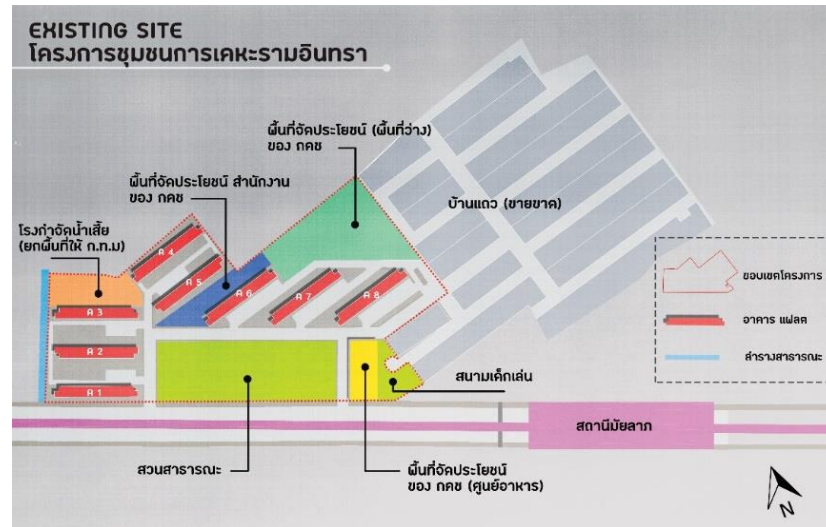 EXISTING SITE
โครงการชุมชนการเคหะรามอินทรา
พื้นที่จัดประโยชน์ (พื้นที่ว่าง)
ของ กคช
พื้นที่จัดประโยชน์ สำนักงาน
ของ กคช
โรงกำจัดน้ำเสีย
(ยกพื้นที่ให้ ก.ท.ม)
บ้านแถว (ขายขาด)
A 4
A 5
A 6
A 7
A 8
A 3
A 2
A 1
ขอบเขตโครงการ
อาคาร แฟลต
ลำรางสาธารณะ
สนามเด็กเล่น
สถานีมัยลาภ
สวนสาธารณะ
พื้นที่จัดประโยชน์
ของ กคช (ศูนย์อาหาร)
N